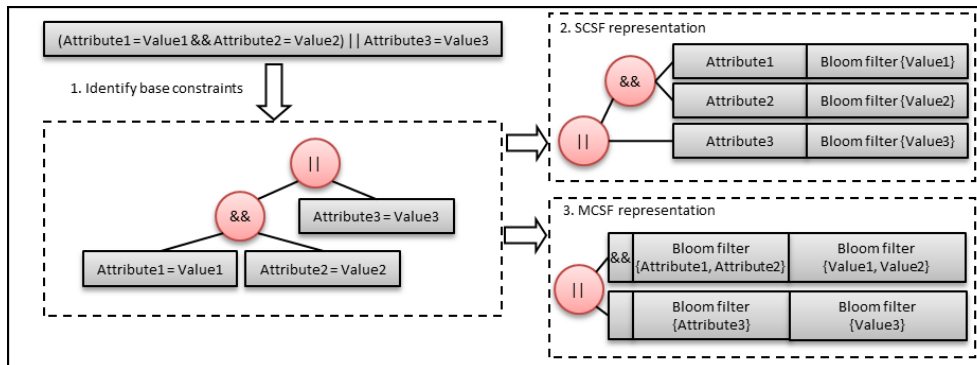 (Attribute1 = Value1 && Attribute2 = Value2) || Attribute3 = Value3
1. Identify base constraints
||
&&
Attribute3 = Value3
Attribute1 = Value1
Attribute2 = Value2
2. SCSF representation
&&
||
Attribute1
Bloom filter {Value1}
Attribute2
Bloom filter {Value2}
Attribute3
Bloom filter {Value3}
3. MCSF representation
||
&&
Bloom filter
{Attribute1, Attribute2}
Bloom filter
{Value1, Value2}
Bloom filter
{Attribute3}
Bloom filter
{Value3}